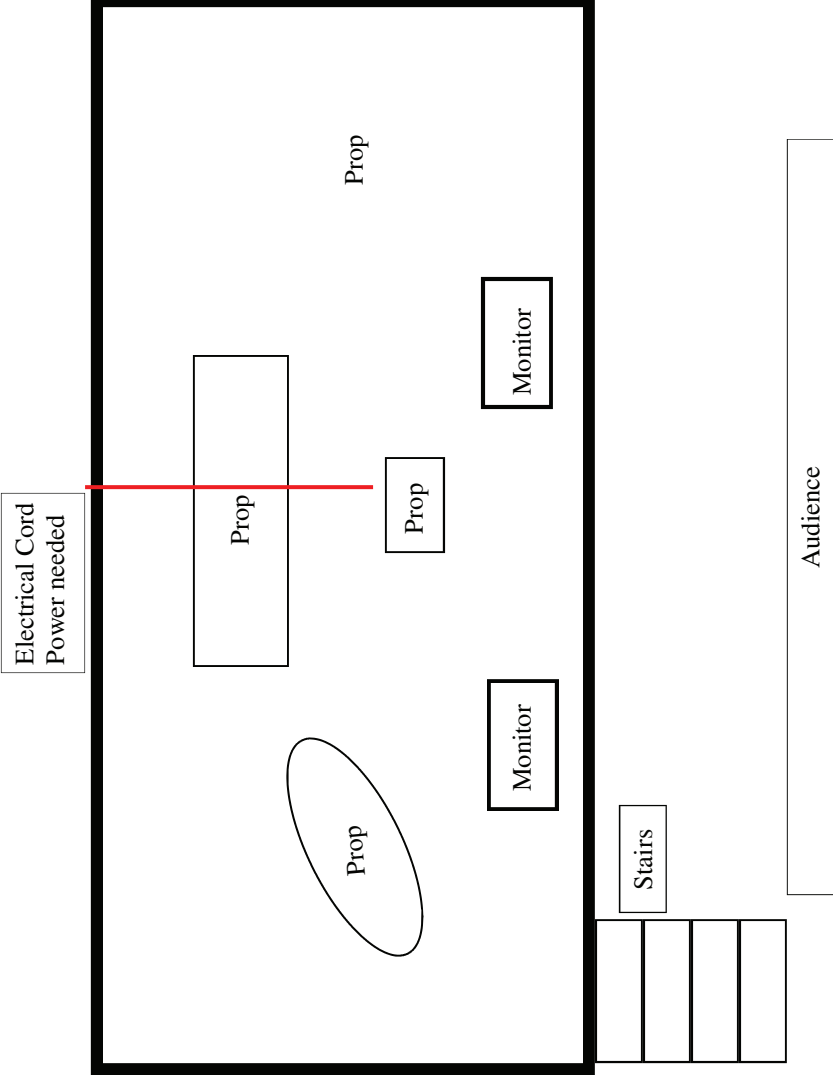 Electrical Cord
Power needed
Prop
Prop
Prop
Prop
Monitor
Monitor
Stairs
Audience